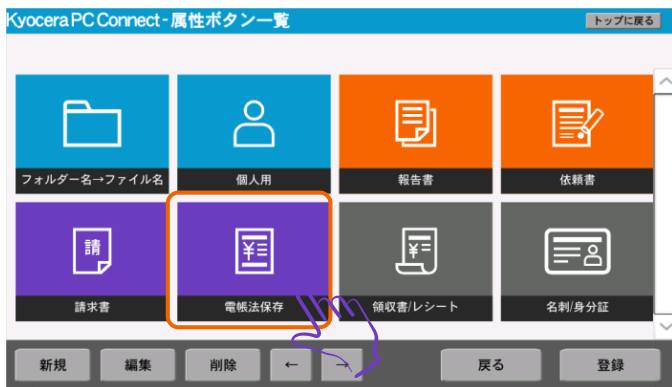 Kyocera PC Connect - 属性ボタン一覧
トップに戻る
フォルダー名→ファイル名
個人用
報告書
依頼書
請
¥
¥
請求書
電帳法保存
領収書/レシート
名刺/身分証
新規
編集
削除
←
→
戻る
登録